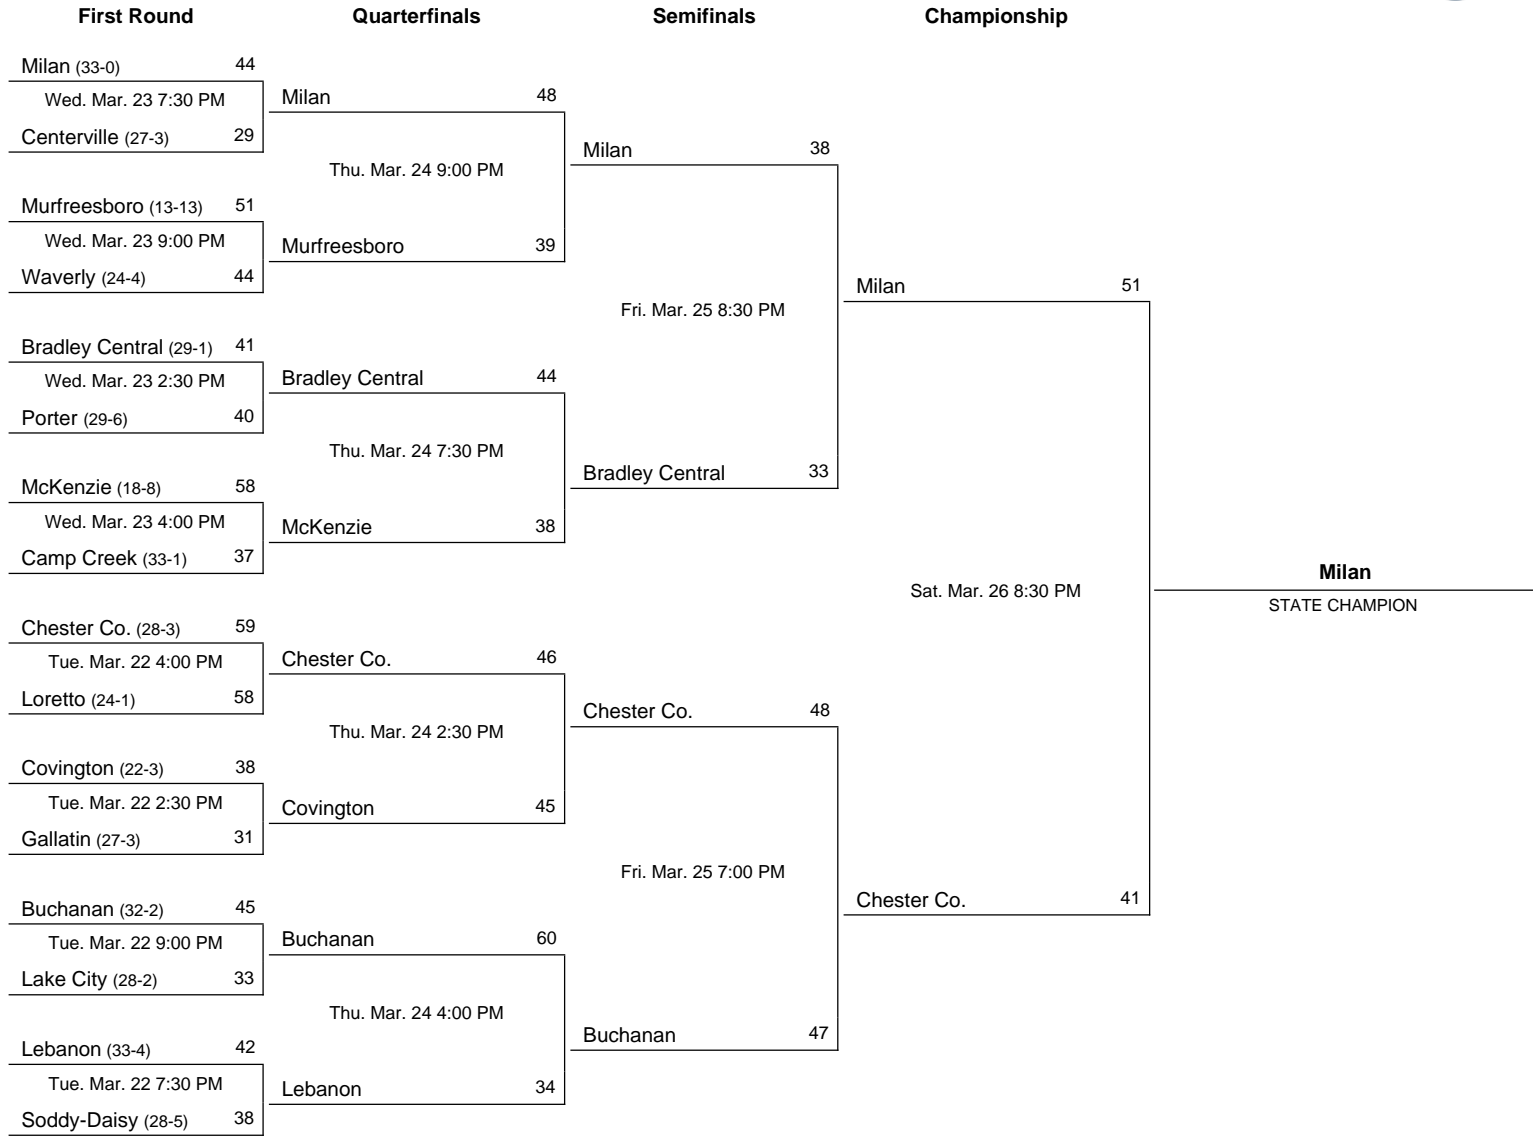 First Round
Quarterfinals
Semifinals
Championship
Milan (33-0) 44
Wed. Mar. 23 7:30 PM
Centerville (27-3) 29
Murfreesboro (13-13) 51
Wed. Mar. 23 9:00 PM
Waverly (24-4) 44
Bradley Central (29-1) 41
Wed. Mar. 23 2:30 PM
Porter (29-6) 40
McKenzie (18-8) 58
Wed. Mar. 23 4:00 PM
Camp Creek (33-1) 37
Chester Co. (28-3) 59
Tue. Mar. 22 4:00 PM
Loretto (24-1) 58
Covington (22-3) 38
Tue. Mar. 22 2:30 PM
Gallatin (27-3) 31
Buchanan (32-2) 45
Tue. Mar. 22 9:00 PM
Lake City (28-2) 33
Lebanon (33-4) 42
Tue. Mar. 22 7:30 PM
Soddy-Daisy (28-5) 38
Milan 48
Thu. Mar. 24 9:00 PM
Murfreesboro 39
Bradley Central 44
Thu. Mar. 24 7:30 PM
McKenzie 38
Chester Co. 46
Thu. Mar. 24 2:30 PM
Covington 45
Buchanan 60
Thu. Mar. 24 4:00 PM
Lebanon 34
Milan 38
Fri. Mar. 25 8:30 PM
Bradley Central 33
Chester Co. 48
Fri. Mar. 25 7:00 PM
Buchanan 47
Milan 51
Sat. Mar. 26 8:30 PM
Chester Co. 41
Milan
STATE CHAMPION